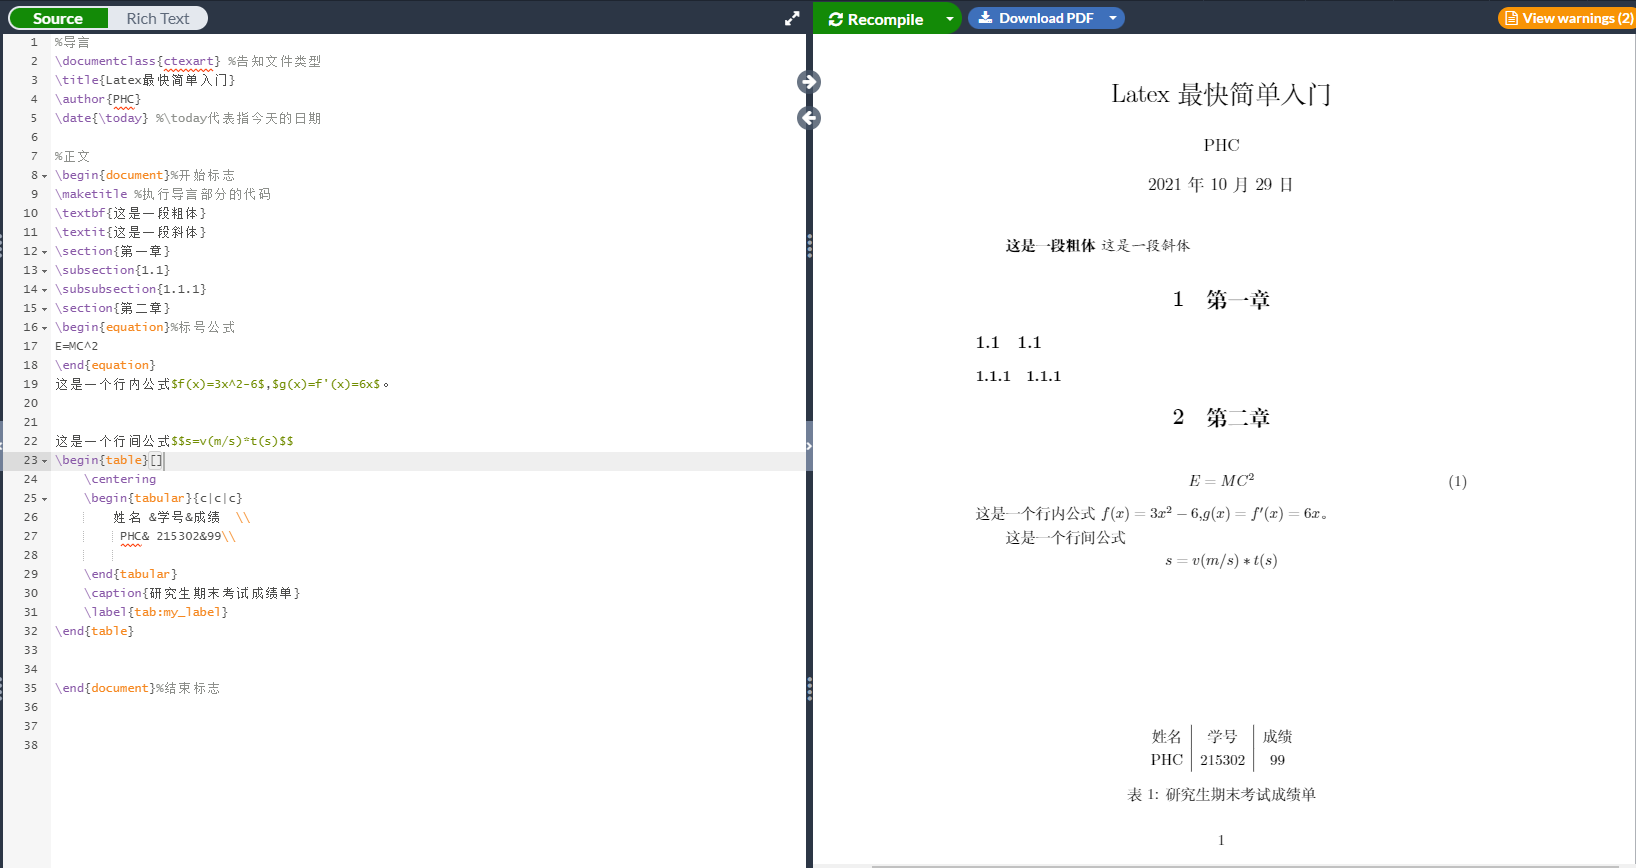 Source Rich Text
Recompile Download PDF View warnings (2)
1 %导言
2 \documentclass{ctexart} %告知文件类型
3 \title{Latex最快简单入门}
4 \author{PHC}
5 \date{\today} %\today代表指今天的日期
6
7 %正文
8 \begin{document}%开始标志
9 \maketitle %执行导言部分的代码
10 \textbf{这是一段粗体}
11 \textit{这是一段斜体}
12 \section{第一章}
13 \subsection{1.1}
14 \subsubsection{1.1.1}
15 \section{第二章}
16 \begin{equation}%标号公式
17 E=MC^2
18 \end{equation}
19 这是一个行内公式$f(x)=3x^2-6$,$g(x)=f'(x)=6x$。
20
21
22 这是一个行间公式$$s=v(m/s)*t(s)$$
23 \begin{table}[]
24 \centering
25 \begin{tabular}{c|c|c}
26 姓名 &学号&成绩 \\
27 PHC& 215302&99\\
28
29 \end{tabular}
30 \caption{研究生期末考试成绩单}
31 \label{tab:my_label}
32 \end{table}
33
34
35 \end{document}%结束标志
36
37
38
Latex 最快简单入门
PHC
2021 年 10 月 29 日
这是一段粗体 这是一段斜体
1 第一章
1.1 1.1
1.1.1 1.1.1
2 第二章
E = MC² (1)
这是一个行内公式 f(x) = 3x² − 6,g(x) = f′(x) = 6x。
这是一个行间公式
s = v(m/s) ∗ t(s)
姓名 学号 成绩
PHC 215302 99
表 1: 研究生期末考试成绩单
1